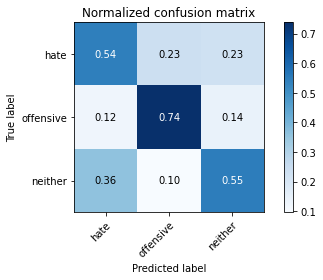 Normalized confusion matrix
True label
hate
0.54 0.23 0.23
offensive
0.12 0.74 0.14
neither
0.36 0.10 0.55
hate offensive neither
Predicted label
0.7
0.6
0.5
0.4
0.3
0.2
0.1